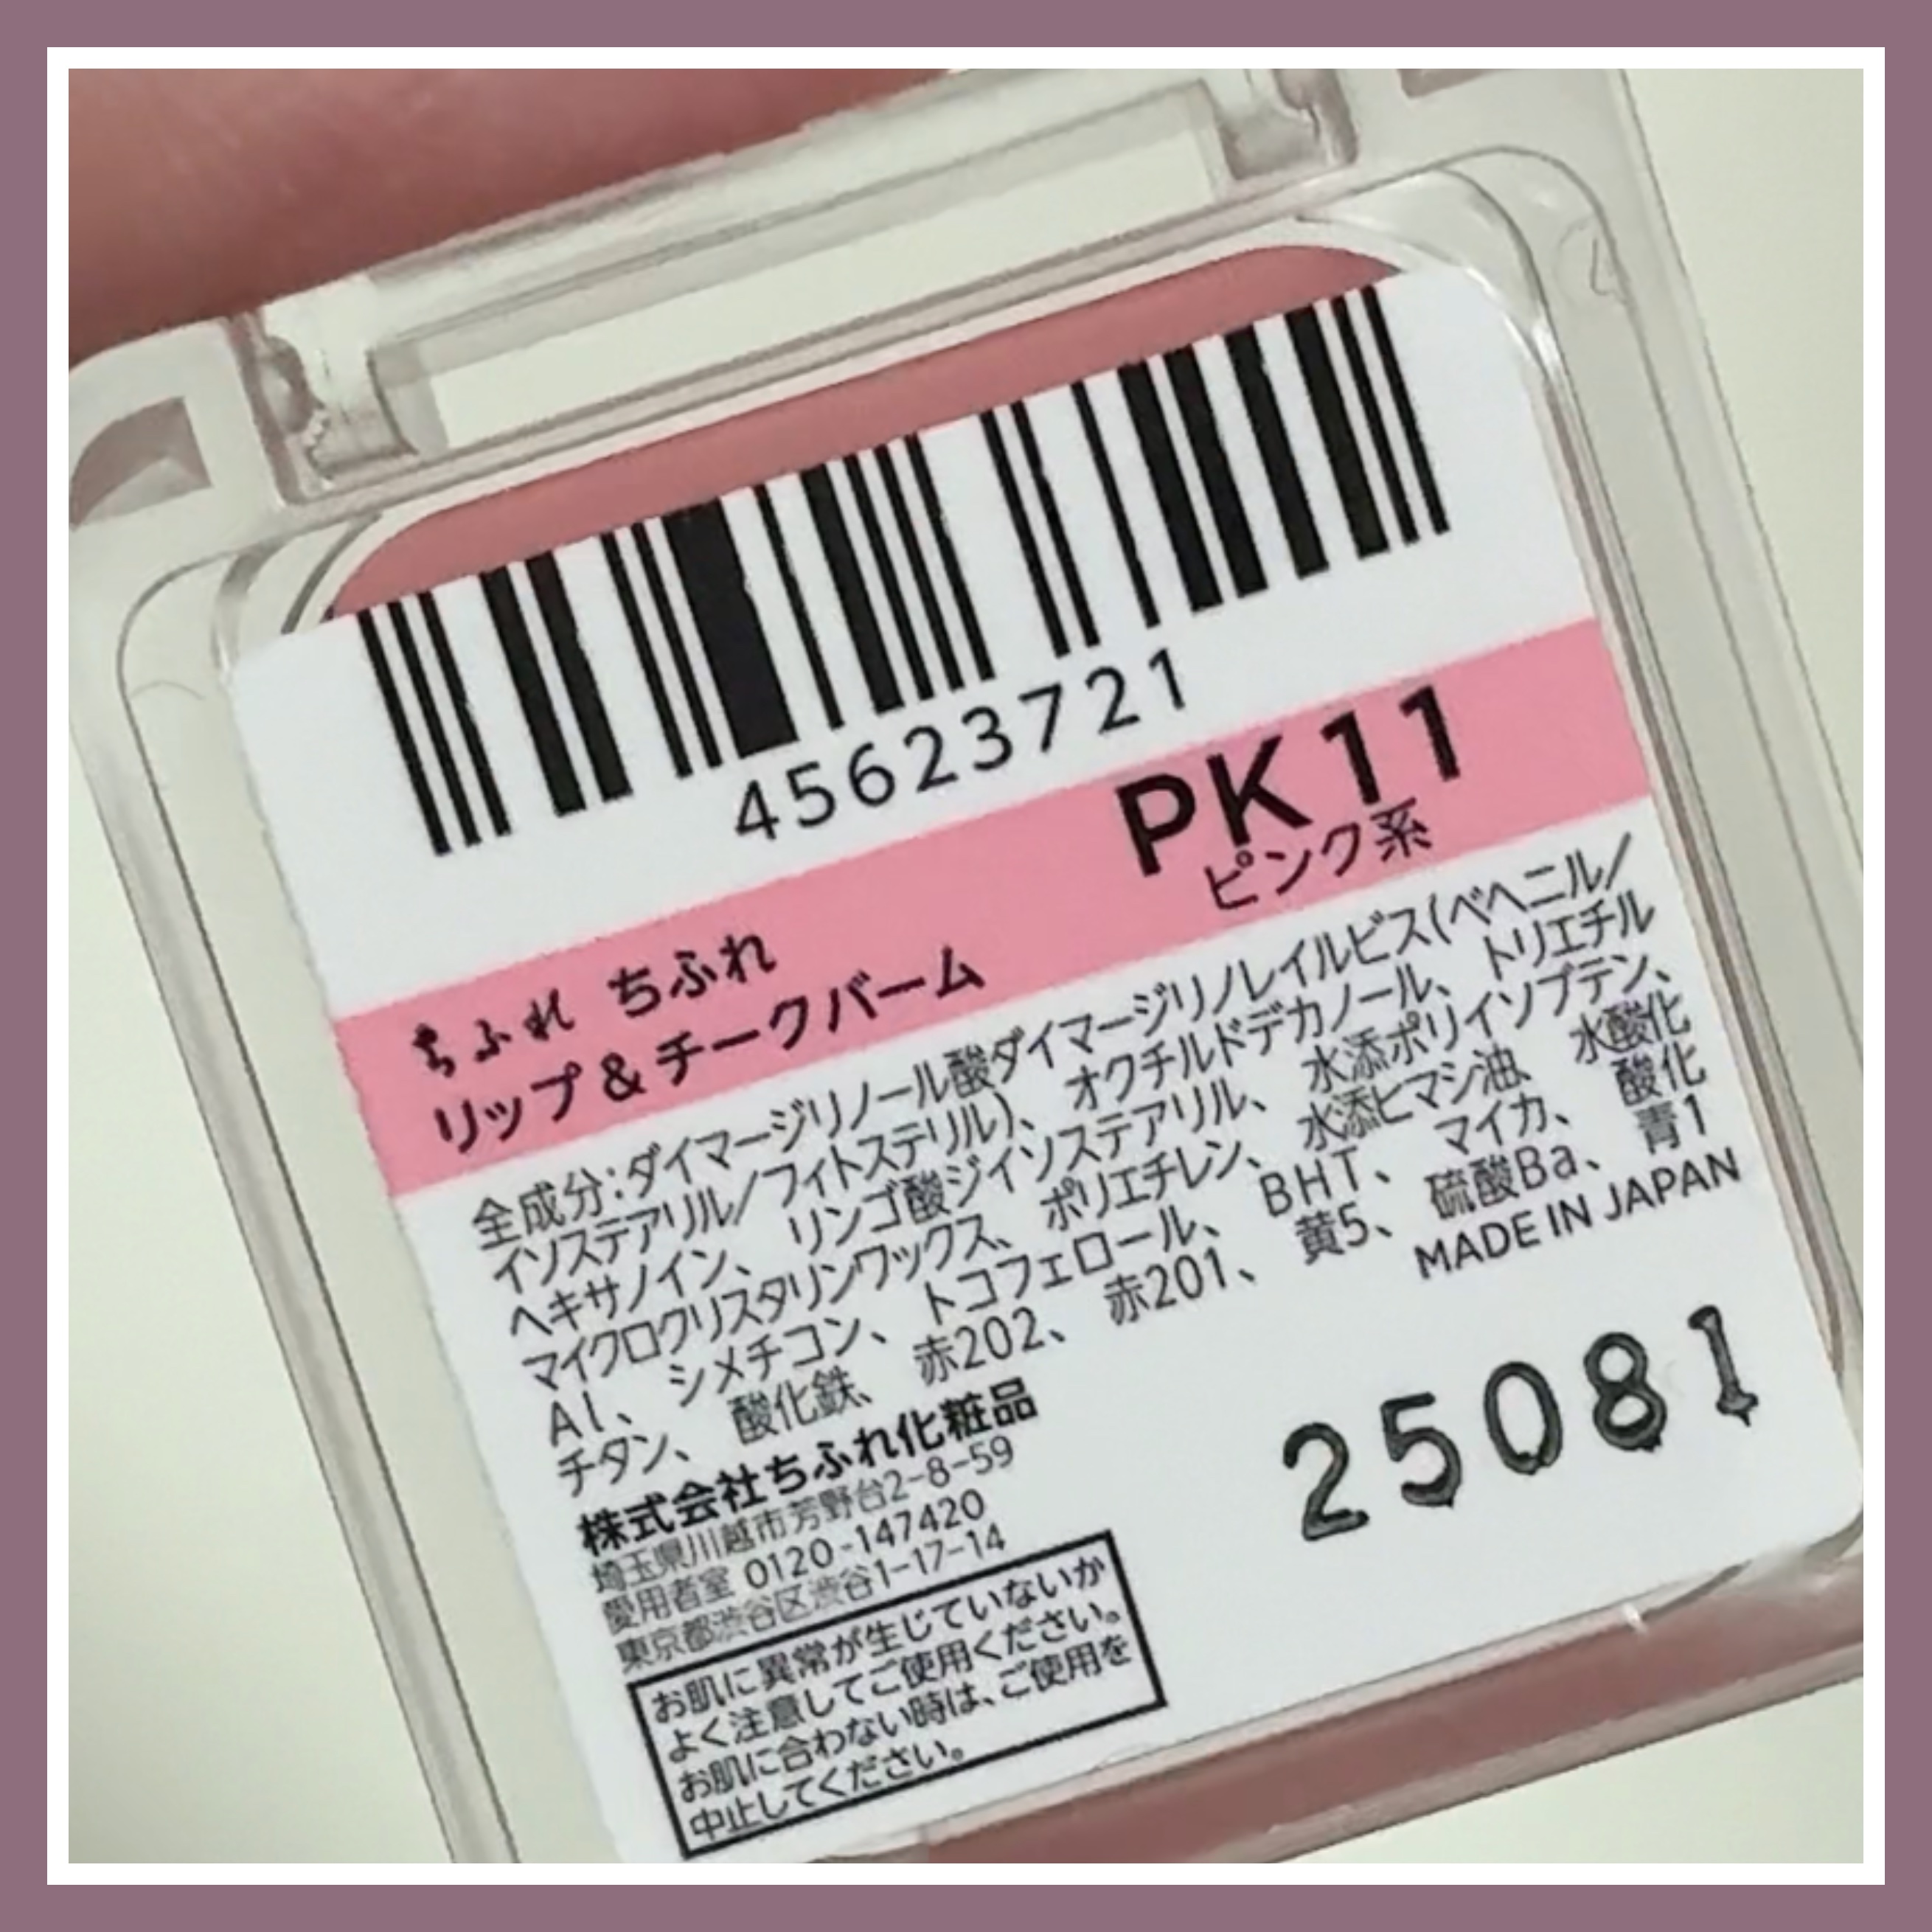 45623721
PK11
ピンク系
ちふれ ちふれ
リップ&チークバーム
全成分:ダイマージリノール酸ダイマージリノレイルビス(ベヘニル/
イソステアリル/フィトステリル)、オクチルドデカノール、トリエチル
ヘキサノイン、リンゴ酸ジイソステアリル、水添ポリイソブテン、
マイクロクリスタリンワックス、ポリエチレン、水添ヒマシ油、水酸化
Al、シメチコン、トコフェロール、BHT、マイカ、酸化
チタン、酸化鉄、赤202、赤201、黄5、硫酸Ba、青1
MADE IN JAPAN
株式会社ちふれ化粧品
埼玉県川越市芳野台2-8-59
愛用者室 0120-147420
東京都渋谷区渋谷1-17-14
25081
お肌に異常が生じていないか
よく注意してご使用ください。
お肌に合わない時は、ご使用を
中止してください。